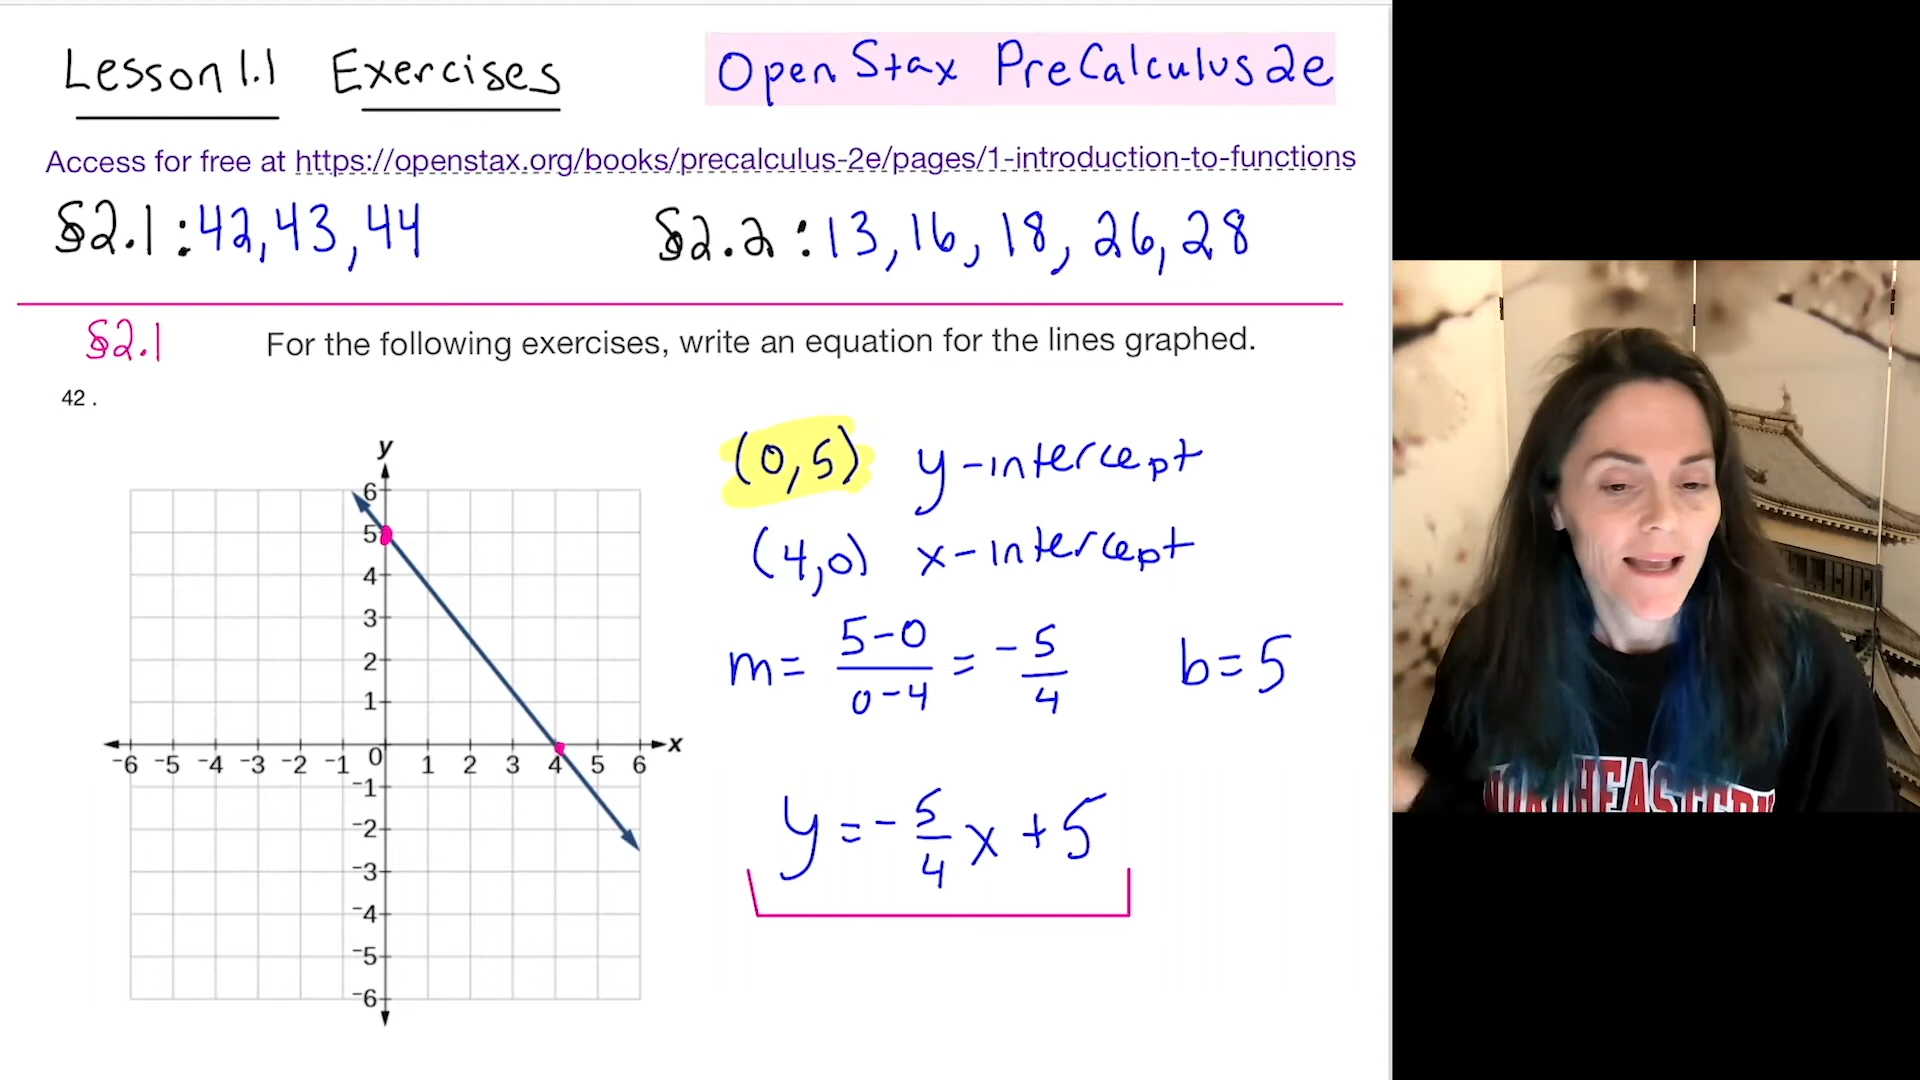 Lesson 1.1 Exercises
OpenStax PreCalculus 2e
Access for free at https://openstax.org/books/precalculus-2e/pages/1-introduction-to-functions
§2.1 : 42, 43, 44
§2.2 : 13, 16, 18, 26, 28
§2.1 For the following exercises, write an equation for the lines graphed.
42 .
y
6
5
4
3
2
1
-6 -5 -4 -3 -2 -1 0 1 2 3 4 5 6 x
-1
-2
-3
-4
-5
-6
(0,5) y-intercept
(4,0) x-intercept
m = 5-0 / 0-4 = - 5/4 b = 5
y = - 5/4 x + 5
NORTHEASTERN